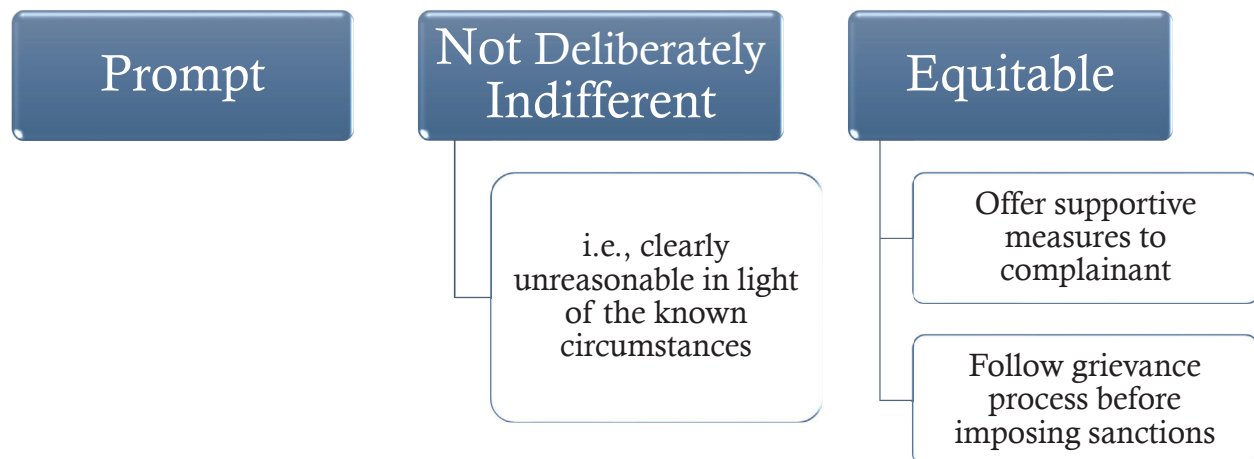 Prompt
Not Deliberately
Indifferent
i.e., clearly
unreasonable in light
of the known
circumstances
Equitable
Offer supportive
measures to
complainant
Follow grievance
process before
imposing sanctions